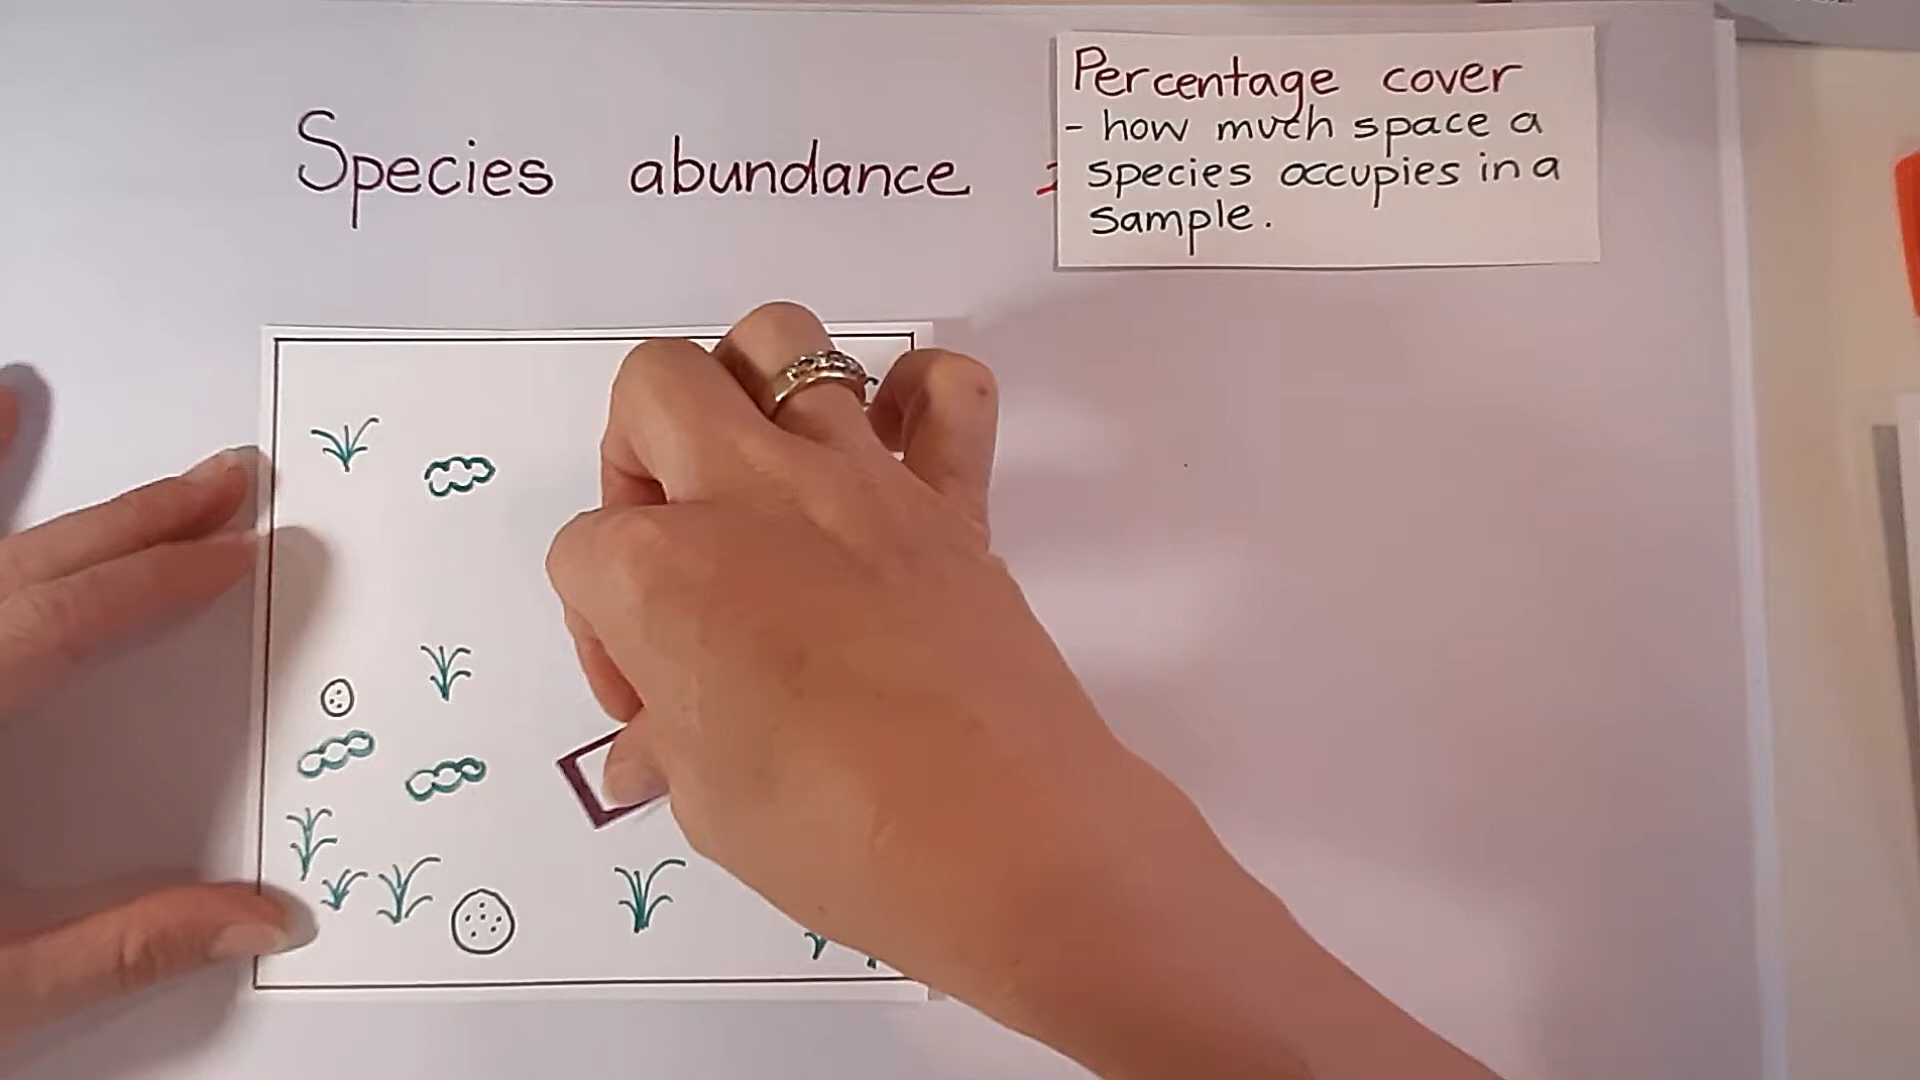 Percentage cover
- how much space a
Species abundance
species occupies in a
sample.